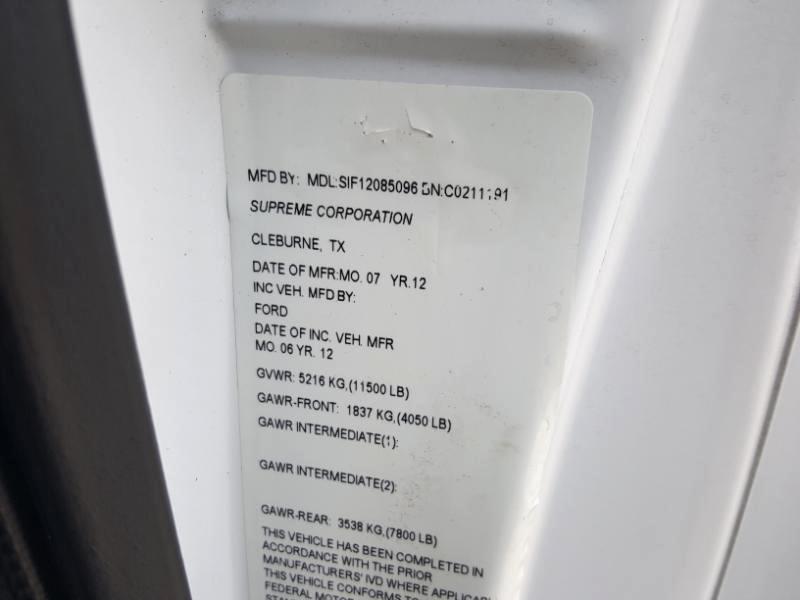 MFD BY: MDL:SIF12085096 BN:C0211191
SUPREME CORPORATION
CLEBURNE, TX
DATE OF MFR:MO. 07 YR.12
INC VEH. MFD BY:
FORD
DATE OF INC. VEH. MFR
MO. 06 YR. 12
GVWR: 5216 KG,(11500 LB)
GAWR-FRONT: 1837 KG,(4050 LB)
GAWR INTERMEDIATE(1):
GAWR INTERMEDIATE(2):
GAWR-REAR: 3538 KG,(7800 LB)
THIS VEHICLE HAS BEEN COMPLETED IN
ACCORDANCE WITH THE PRIOR
MANUFACTURERS' IVD WHERE
THIS VEHICLE CONFORMS
FEDERAL